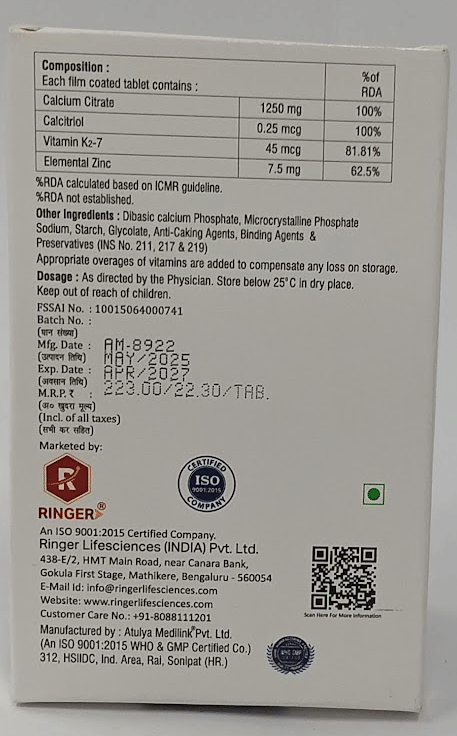 Composition :
Each film coated tablet contains :
%of
RDA
Calcium Citrate 1250 mg 100%
Calcitriol 0.25 mcg 100%
Vitamin K2-7 45 mcg 81.81%
Elemental Zinc 7.5 mg 62.5%
%RDA calculated based on ICMR guideline.
%RDA not established.
Other Ingredients : Dibasic calcium Phosphate, Microcrystalline Phosphate
Sodium, Starch, Glycolate, Anti-Caking Agents, Binding Agents &
Preservatives (INS No. 211, 217 & 219)
Appropriate overages of vitamins are added to compensate any loss on storage.
Dosage : As directed by the Physician. Store below 25°C in dry place.
Keep out of reach of children.
FSSAI No. : 10015064000741
Batch No. :
(घान संख्या)
Mfg. Date : AM-8922
(उत्पादन तिथि) MAY/2025
Exp. Date : APR/2027
(अवसान तिथि)
M.R.P. ₹ : 223.00/22.30/TAB.
(अ० खुदरा मूल्य)
(Incl. of all taxes)
(सभी कर सहित)
Marketed by:
R
RINGER®
CERTIFIED
ISO
9001:2015
COMPANY
An ISO 9001:2015 Certified Company.
Ringer Lifesciences (INDIA) Pvt. Ltd.
438-E/2, HMT Main Road, near Canara Bank,
Gokula First Stage, Mathikere, Bengaluru - 560054
E-Mail Id: info@ringerlifesciences.com
Website: www.ringerlifesciences.com
Customer Care No.: +91-8088111201
Scan Here For More Information
Manufactured by : Atulya Medilink Pvt. Ltd.
(An ISO 9001:2015 WHO & GMP Certified Co.)
312, HSIIDC, Ind. Area, Rai, Sonipat (HR.)
WHO GMP